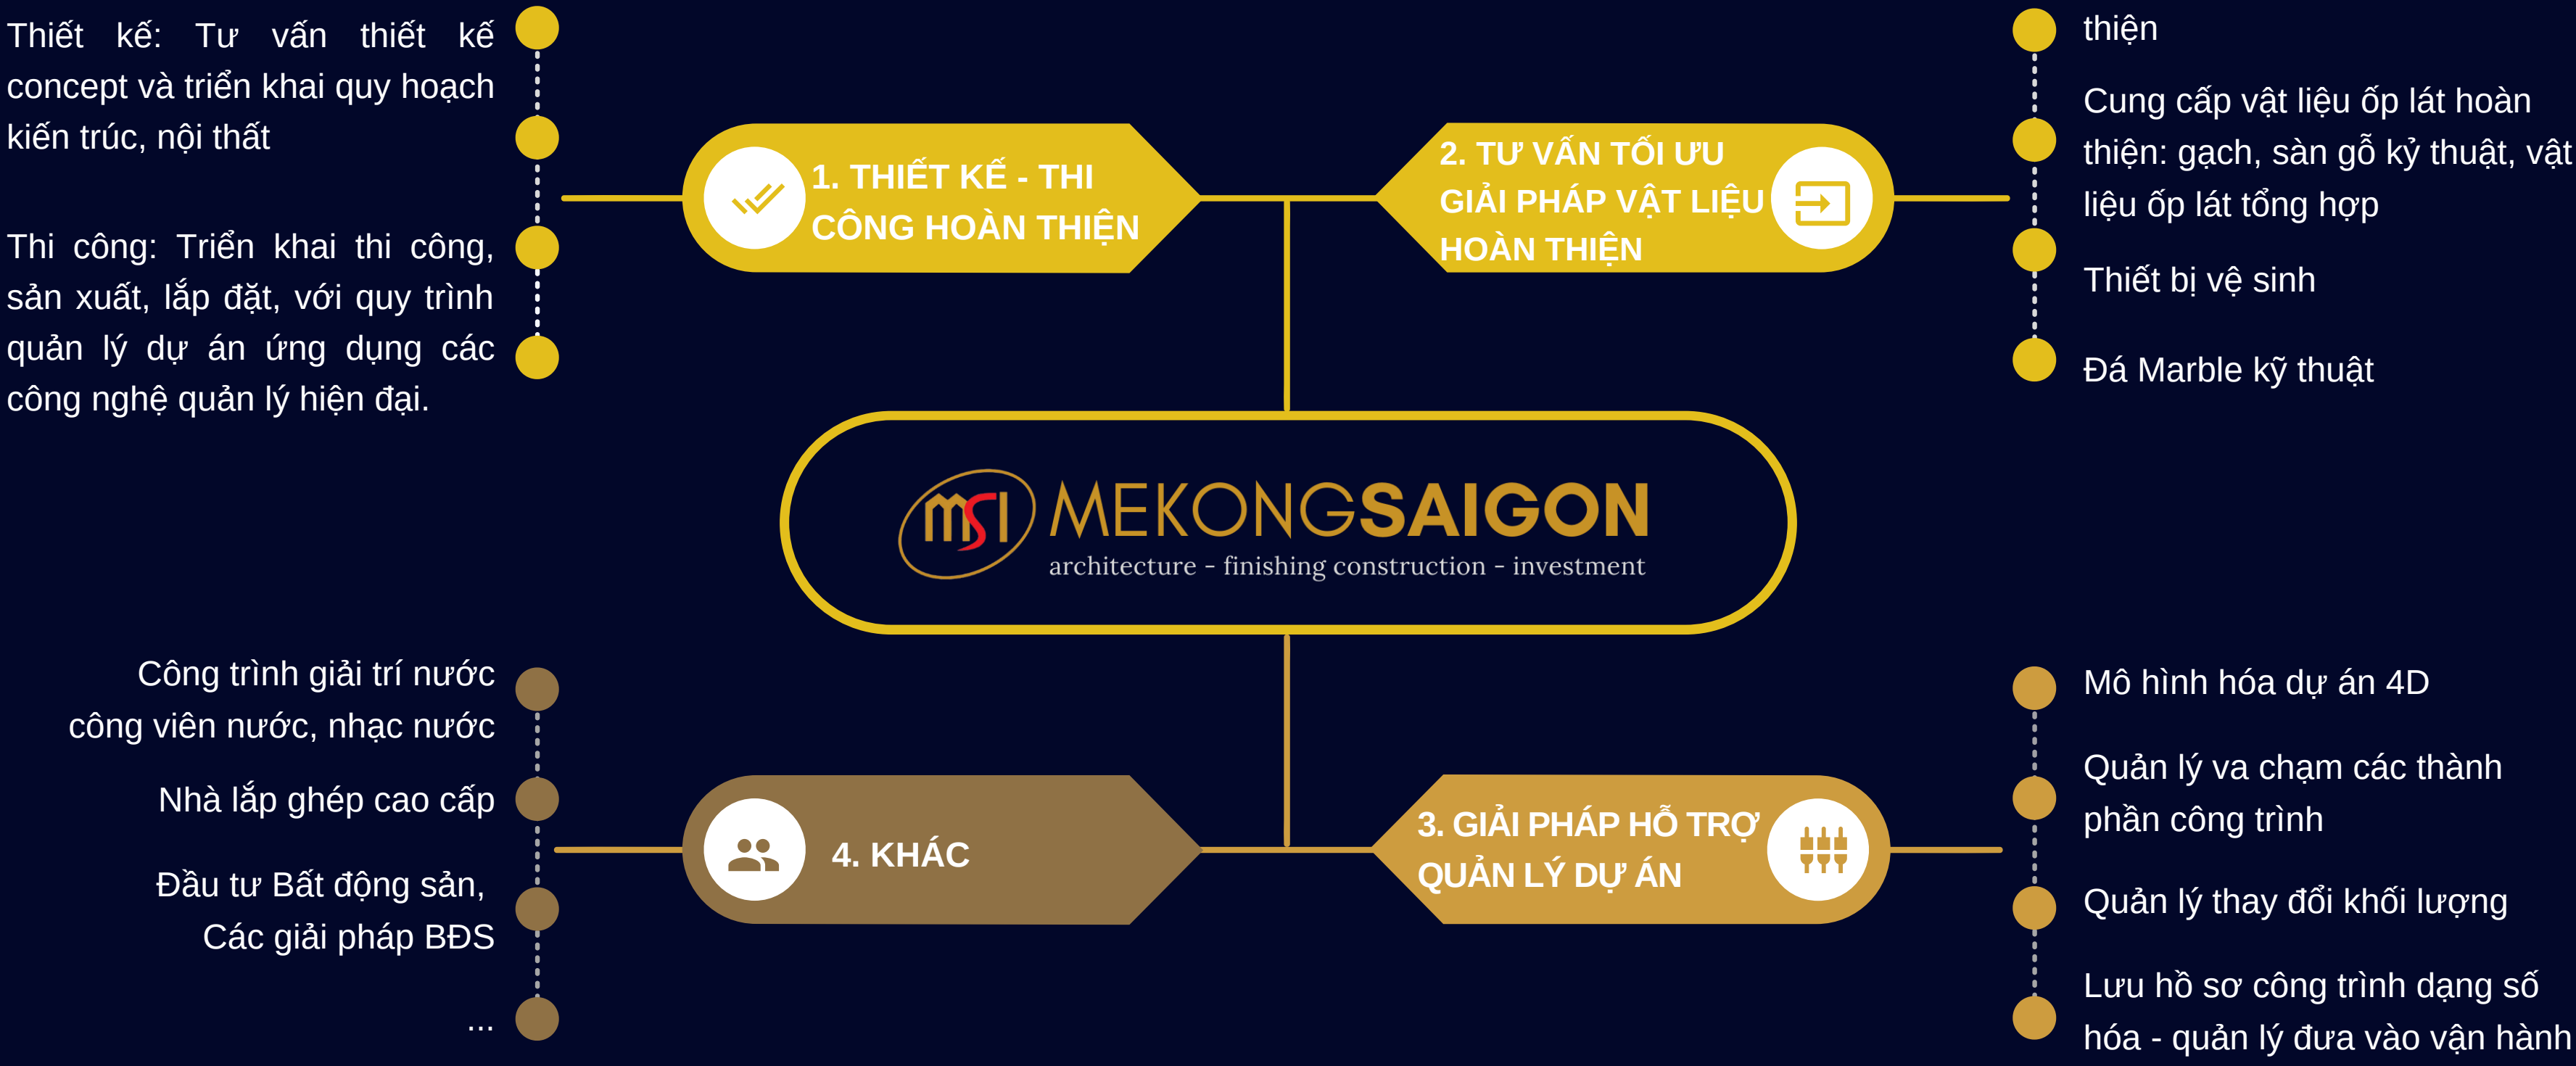 Thiết kế: Tư vấn thiết kế
concept và triển khai quy hoạch
kiến trúc, nội thất
Thi công: Triển khai thi công,
sản xuất, lắp đặt, với quy trình
quản lý dự án ứng dụng các
công nghệ quản lý hiện đại.
1. THIẾT KẾ - THI
CÔNG HOÀN THIỆN
2. TƯ VẤN TỐI ƯU
GIẢI PHÁP VẬT LIỆU
HOÀN THIỆN
thiện
Cung cấp vật liệu ốp lát hoàn
thiện: gạch, sàn gỗ kỷ thuật, vật
liệu ốp lát tổng hợp
Thiết bị vệ sinh
Đá Marble kỹ thuật
MSI
MEKONGSAIGON
architecture - finishing construction - investment
Công trình giải trí nước
công viên nước, nhạc nước
Nhà lắp ghép cao cấp
Đầu tư Bất động sản,
Các giải pháp BĐS
...
4. KHÁC
3. GIẢI PHÁP HỖ TRỢ
QUẢN LÝ DỰ ÁN
Mô hình hóa dự án 4D
Quản lý va chạm các thành
phần công trình
Quản lý thay đổi khối lượng
Lưu hồ sơ công trình dạng số
hóa - quản lý đưa vào vận hành